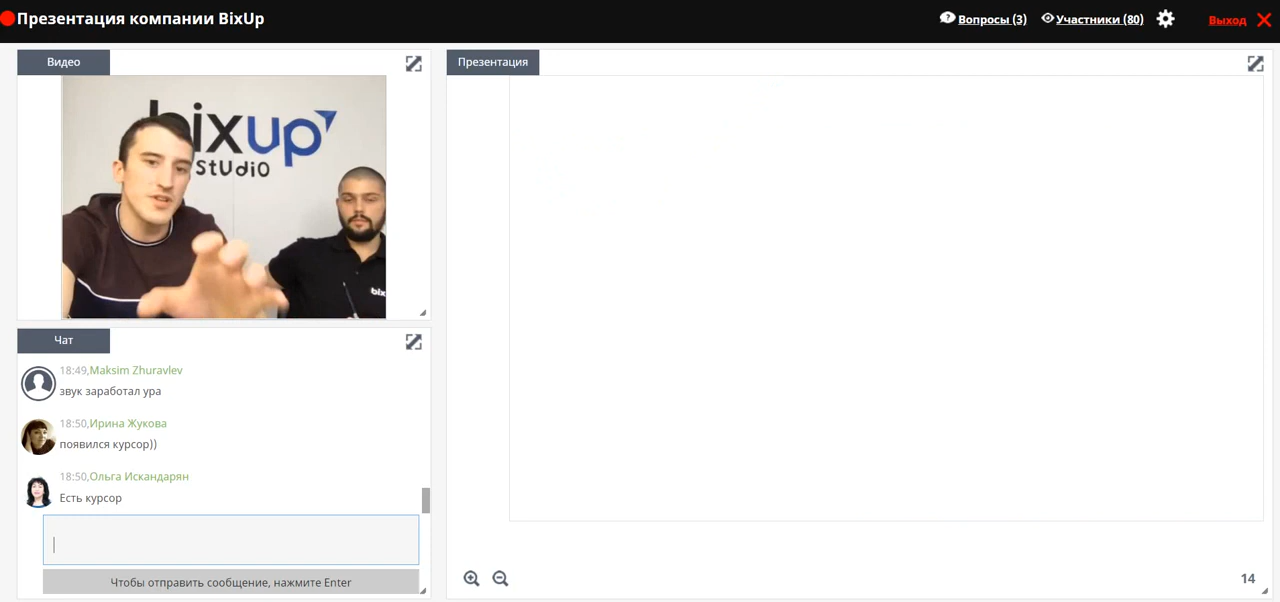 Презентация компании BixUp
Вопросы (3)
Участники (80)
Выход
Видео
bixup
STUDIO
bix
Чат
18:49,Maksim Zhuravlev
звук заработал ура
18:50,Ирина Жукова
появился курсор))
18:50,Ольга Искандарян
Есть курсор
Чтобы отправить сообщение, нажмите Enter
Презентация
14